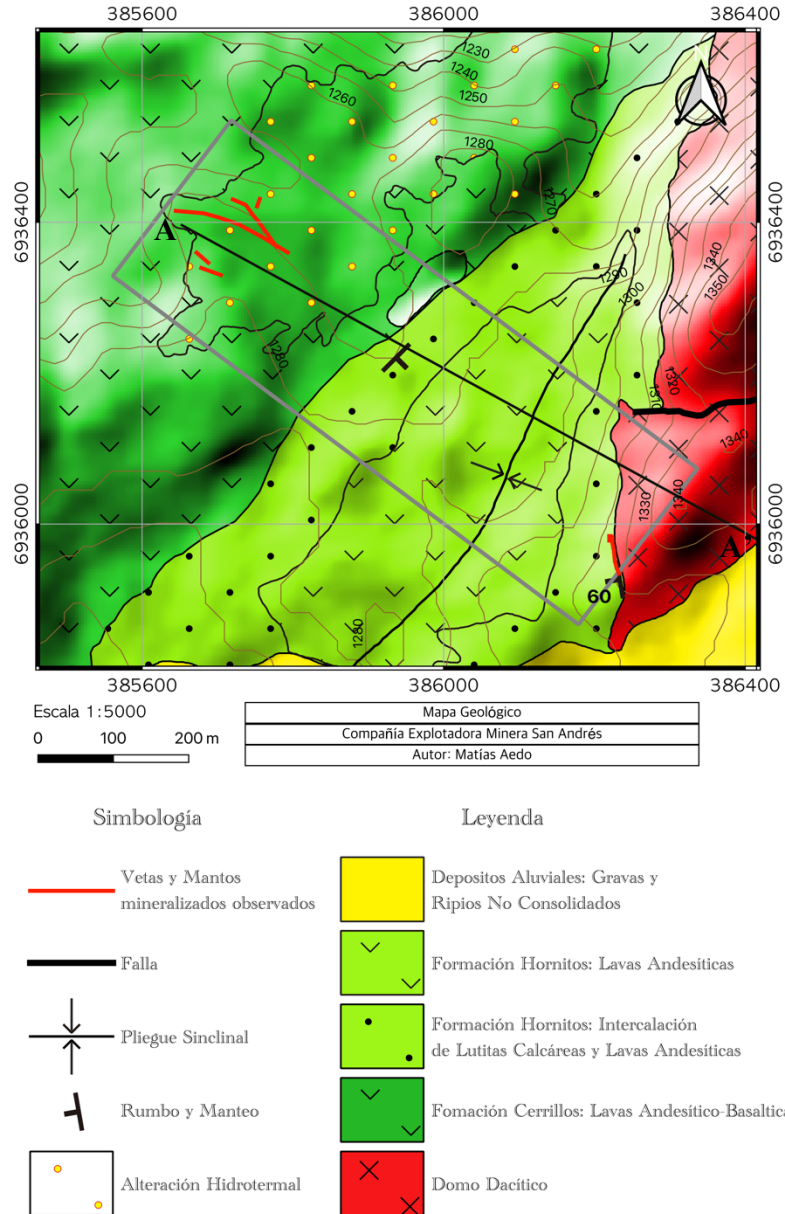 385600 386000 386400
1230
1240
1250
1260
1280
1270
6936400
6936400
A
1290
1300
1340
1350
1280
1320
1310
1340
1330
1340
6936000
6936000
A'
60
1280
385600 386000 386400
Escala 1:5000
0 100 200 m
Mapa Geológico
Compañía Explotadora Minera San Andrés
Autor: Matías Aedo
Simbología
Leyenda
Vetas y Mantos
mineralizados observados
Depositos Aluviales: Gravas y
Ripios No Consolidados
Falla
Formación Hornitos: Lavas Andesíticas
Pliegue Sinclinal
Formación Hornitos: Intercalación
de Lutitas Calcáreas y Lavas Andesíticas
Rumbo y Manteo
Fomación Cerrillos: Lavas Andesítico-Basaltica
Alteración Hidrotermal
Domo Dacítico